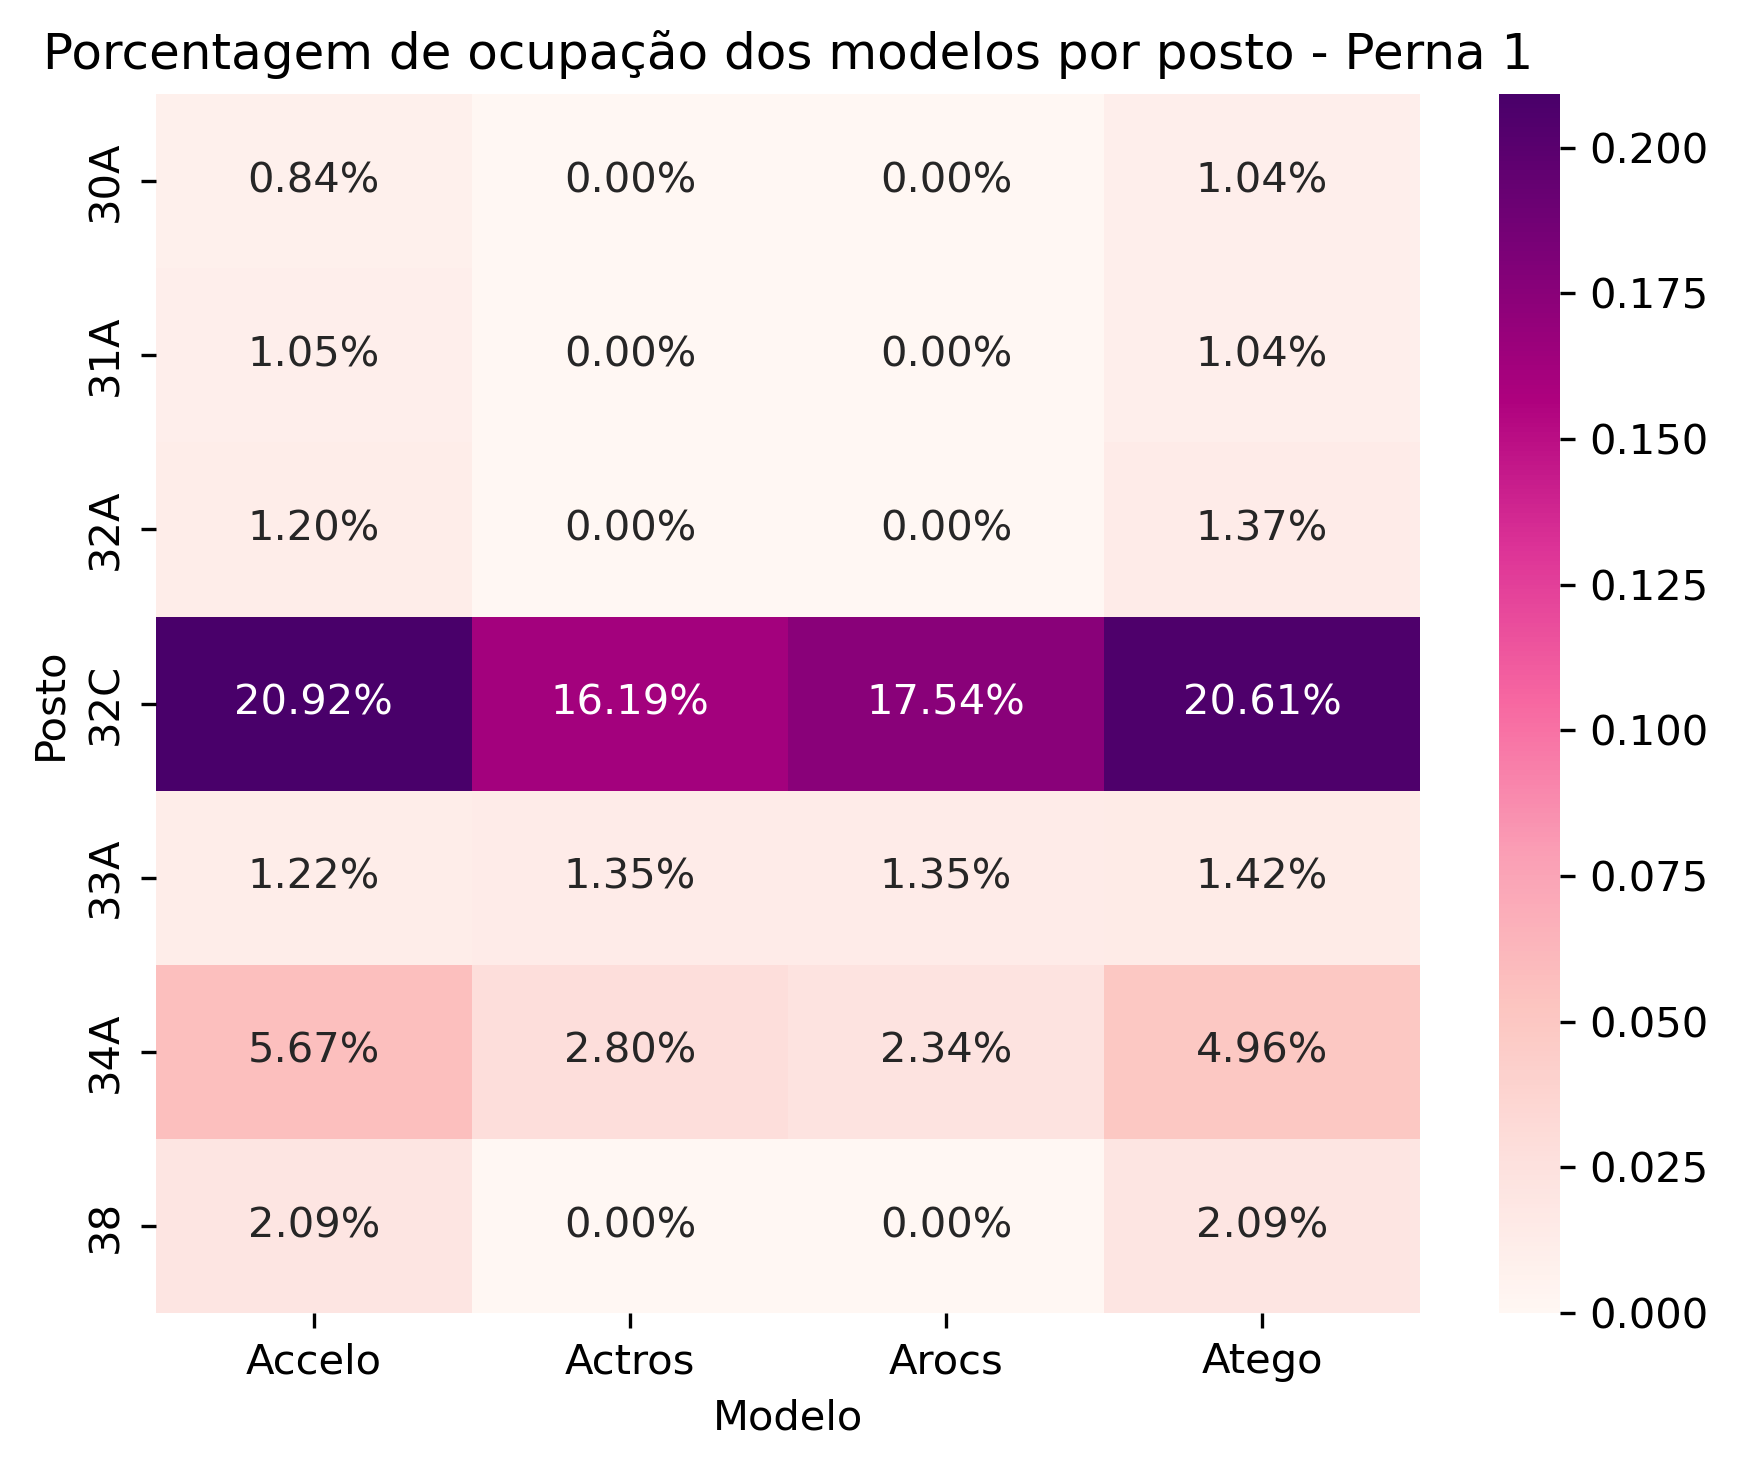 Porcentagem de ocupação dos modelos por posto - Perna 1
Posto
30A 0.84% 0.00% 0.00% 1.04%
31A 1.05% 0.00% 0.00% 1.04%
32A 1.20% 0.00% 0.00% 1.37%
32C 20.92% 16.19% 17.54% 20.61%
33A 1.22% 1.35% 1.35% 1.42%
34A 5.67% 2.80% 2.34% 4.96%
38 2.09% 0.00% 0.00% 2.09%
Accelo Actros Arocs Atego
Modelo
0.200
0.175
0.150
0.125
0.100
0.075
0.050
0.025
0.000